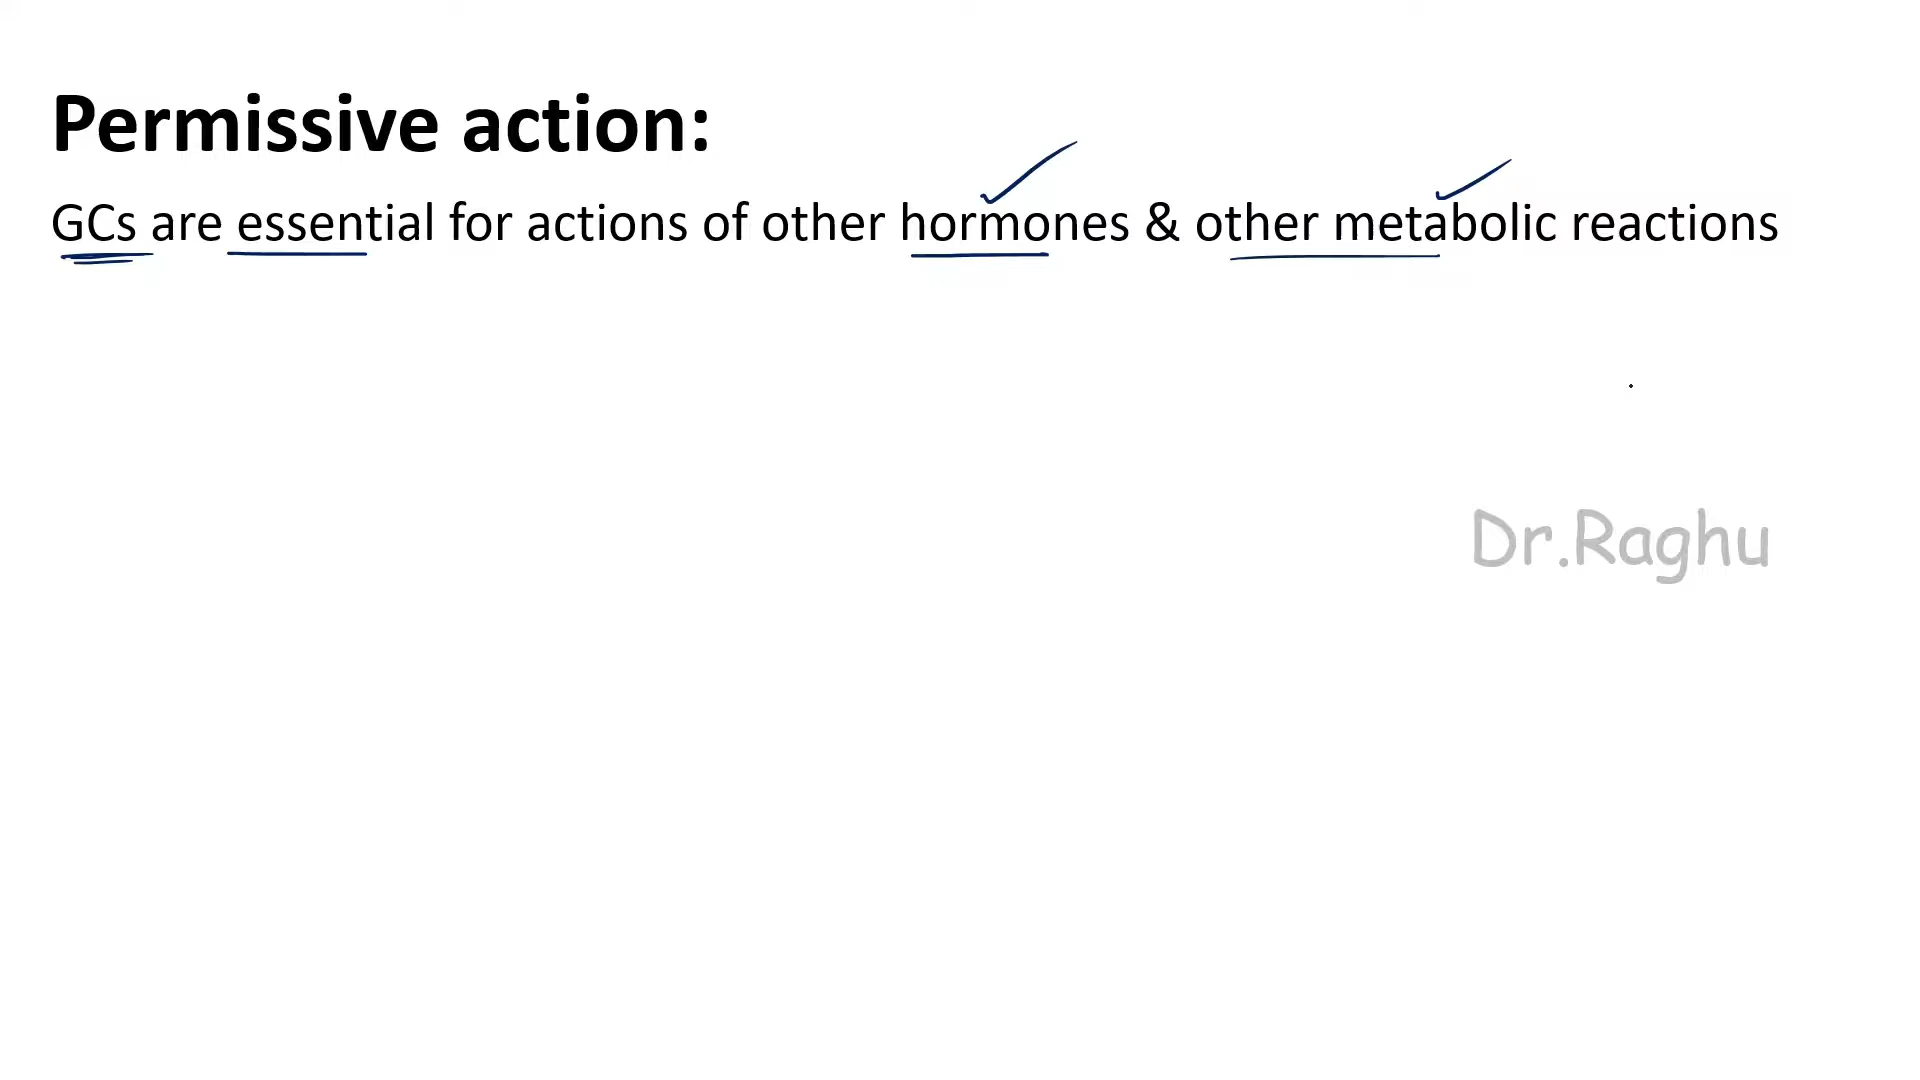 Permissive action:
GCs are essential for actions of other hormones & other metabolic reactions
Dr.Raghu